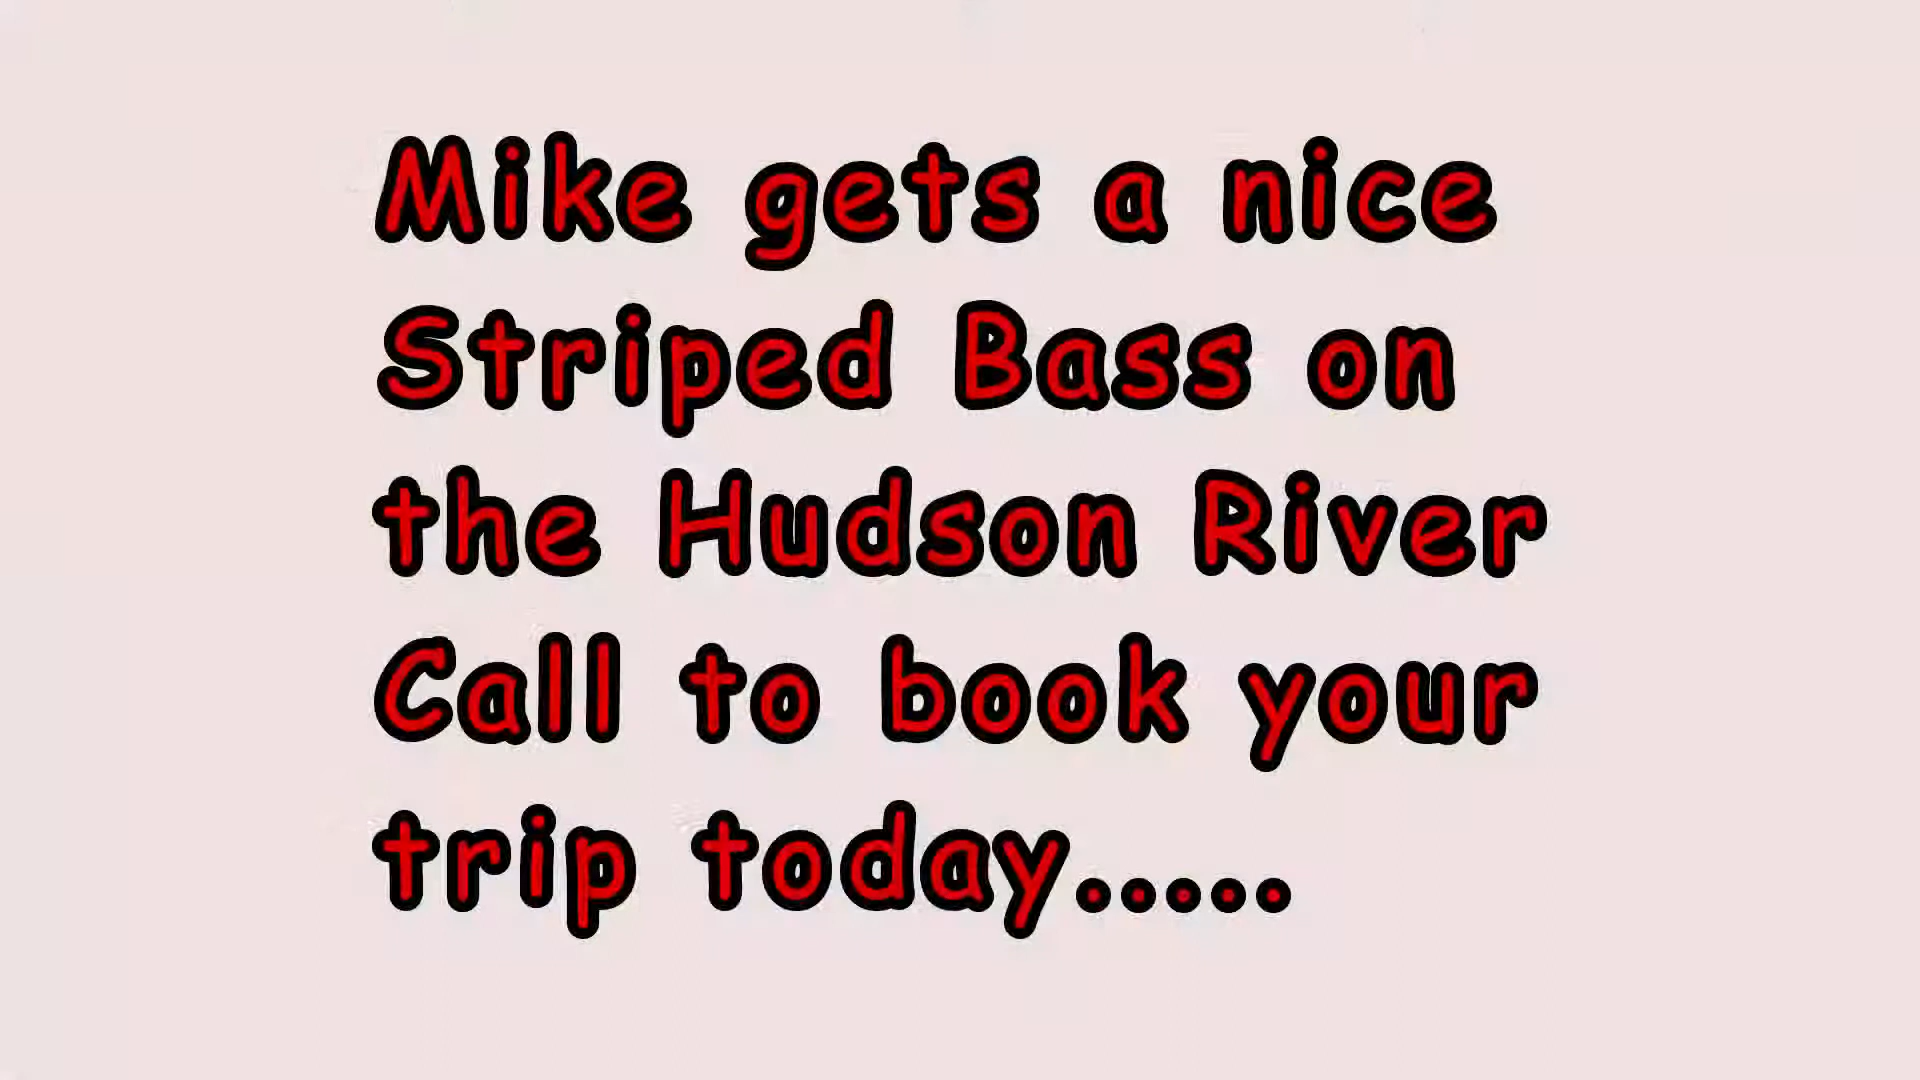 Mike gets a nice
Striped Bass on
the Hudson River
Call to book your
trip today.....